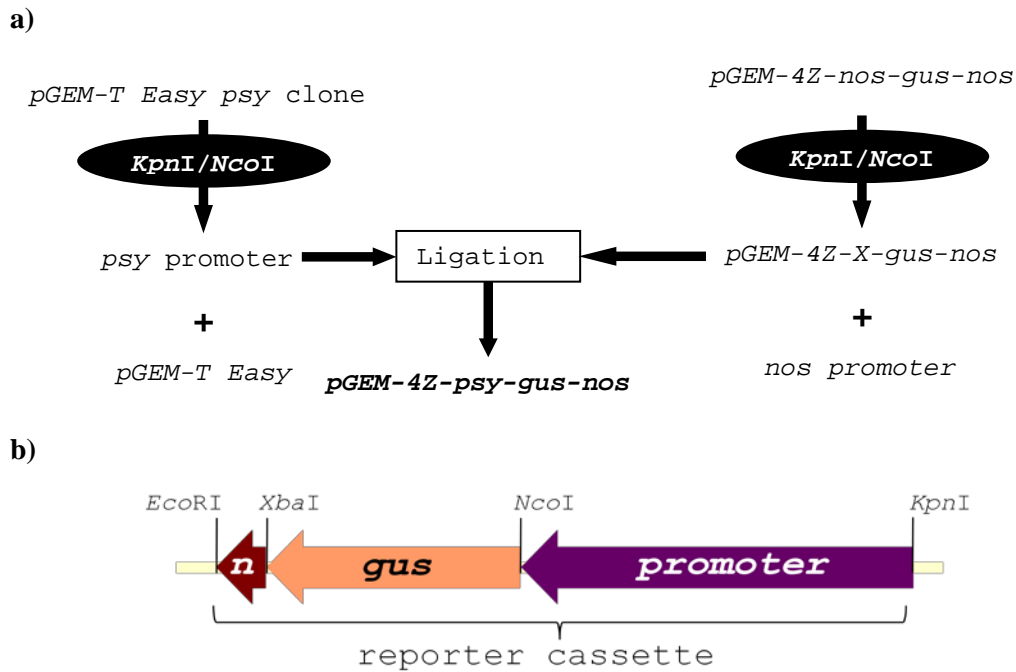 a)
pGEM-T Easy psy clone
pGEM-4Z-nos-gus-nos
KpnI/NcoI
KpnI/NcoI
psy promoter
Ligation
pGEM-4Z-X-gus-nos
+
+
pGEM-T Easy
pGEM-4Z-psy-gus-nos
nos promoter
b)
EcoRI
XbaI
NcoI
KpnI
n
gus
promoter
reporter cassette